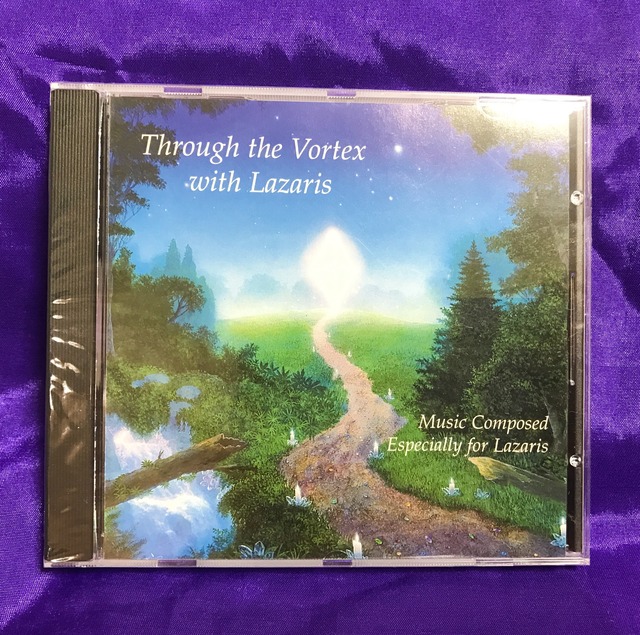 Through the Vortex
with Lazaris
Music Composed
Especially for Lazaris